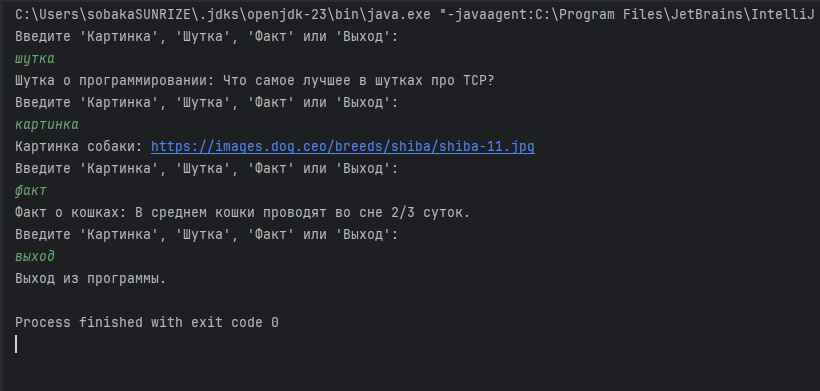 C:\Users\sobakaSUNRIZE\.jdks\openjdk-23\bin\java.exe "-javaagent:C:\Program Files\JetBrains\IntelliJ
Введите 'Картинка', 'Шутка', 'Факт' или 'Выход':
шутка
Шутка о программировании: Что самое лучшее в шутках про TCP?
Введите 'Картинка', 'Шутка', 'Факт' или 'Выход':
картинка
Картинка собаки: https://images.dog.ceo/breeds/shiba/shiba-11.jpg
Введите 'Картинка', 'Шутка', 'Факт' или 'Выход':
факт
Факт о кошках: В среднем кошки проводят во сне 2/3 суток.
Введите 'Картинка', 'Шутка', 'Факт' или 'Выход':
выход
Выход из программы.
Process finished with exit code 0